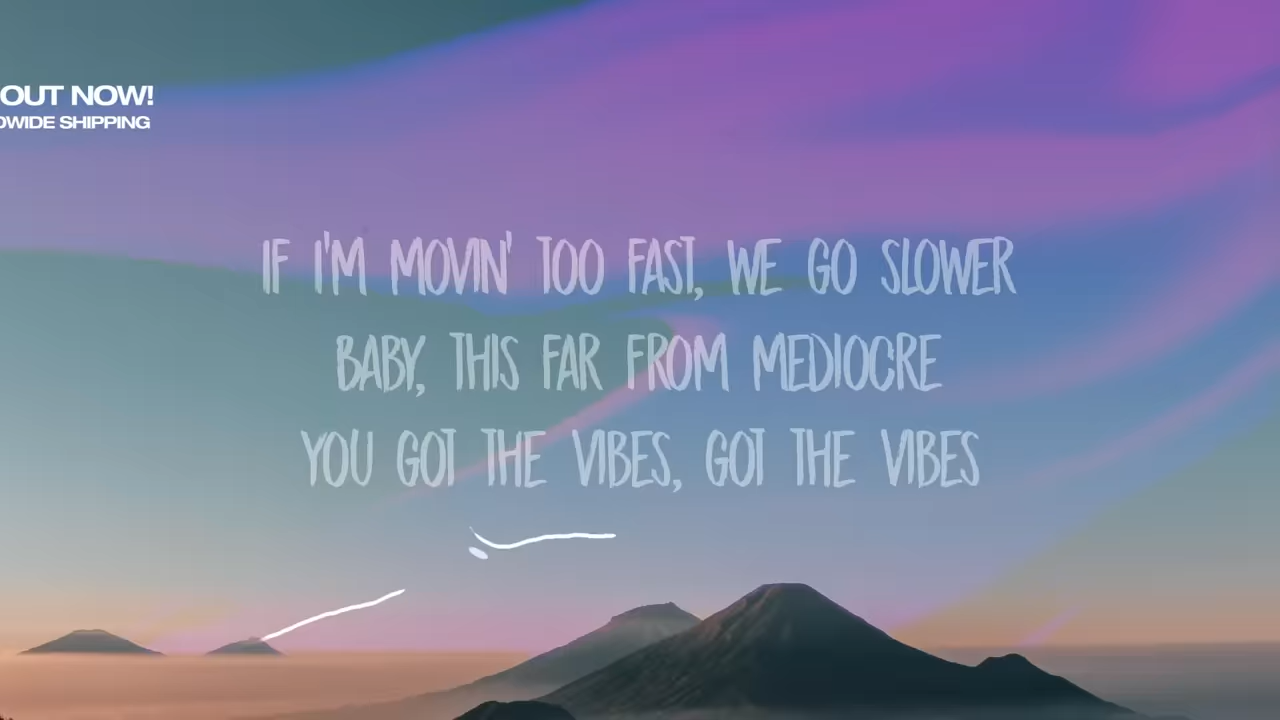 OUT NOW!
SHIPPING
IF I'M MOVIN' TOO FAST, WE GO SLOWER
BABY, THIS FAR FROM MEDIOCRE
YOU GOT THE VIBES, GOT THE VIBES